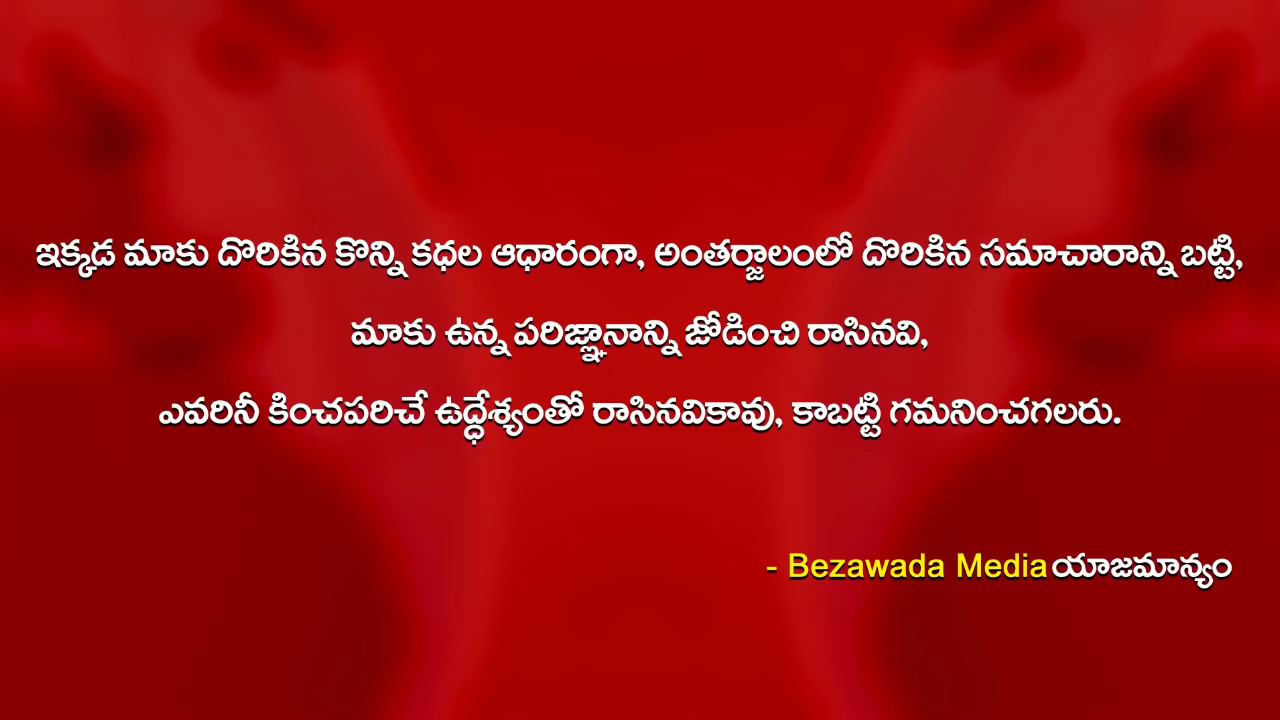 ఇక్కడ మాకు దొరికిన కొన్ని కధల ఆధారంగా, అంతర్జాలంలో దొరికిన సమాచారాన్ని బట్టి,
మాకు ఉన్న పరిజ్ఞానాన్ని జోడించి రాసినవి,
ఎవరినీ కించపరిచే ఉద్ధేశ్యంతో రాసినవికావు, కాబట్టి గమనించగలరు.
- Bezawada Media యాజమాన్యం